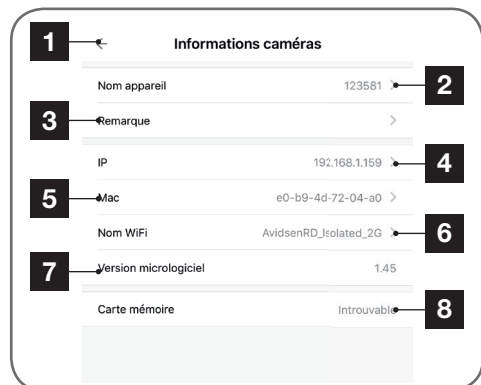 1 ← Informations caméras
Nom appareil 123581 > 2
3 Remarque >
IP 192.168.1.159 > 4
5 Mac e0-b9-4d-72-04-a0 >
Nom WiFi AvidsenRD_Isolated_2G > 6
7 Version micrologiciel 1.45
Carte mémoire Introuvable 8